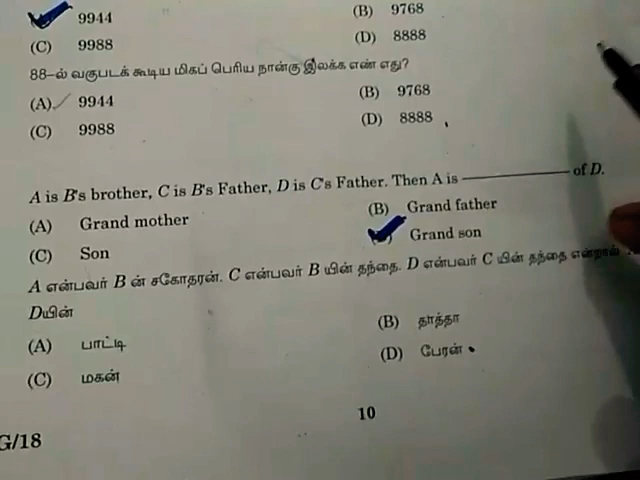 9944 (B) 9768
(C) 9988 (D) 8888
88-ல் வகுபடக் கூடிய மிகப் பெரிய நான்கு இலக்க எண் எது?
(A) 9944 (B) 9768
(C) 9988 (D) 8888
A is B's brother, C is B's Father, D is C's Father. Then A is ———— of D.
(A) Grand mother (B) Grand father
(C) Son Grand son
A என்பவர் B ன் சகோதரன். C என்பவர் B யின் தந்தை. D என்பவர் C யின் தந்தை என்றால்
Dயின்
(A) பாட்டி (B) தாத்தா
(C) மகன் (D) பேரன்
10
G/18